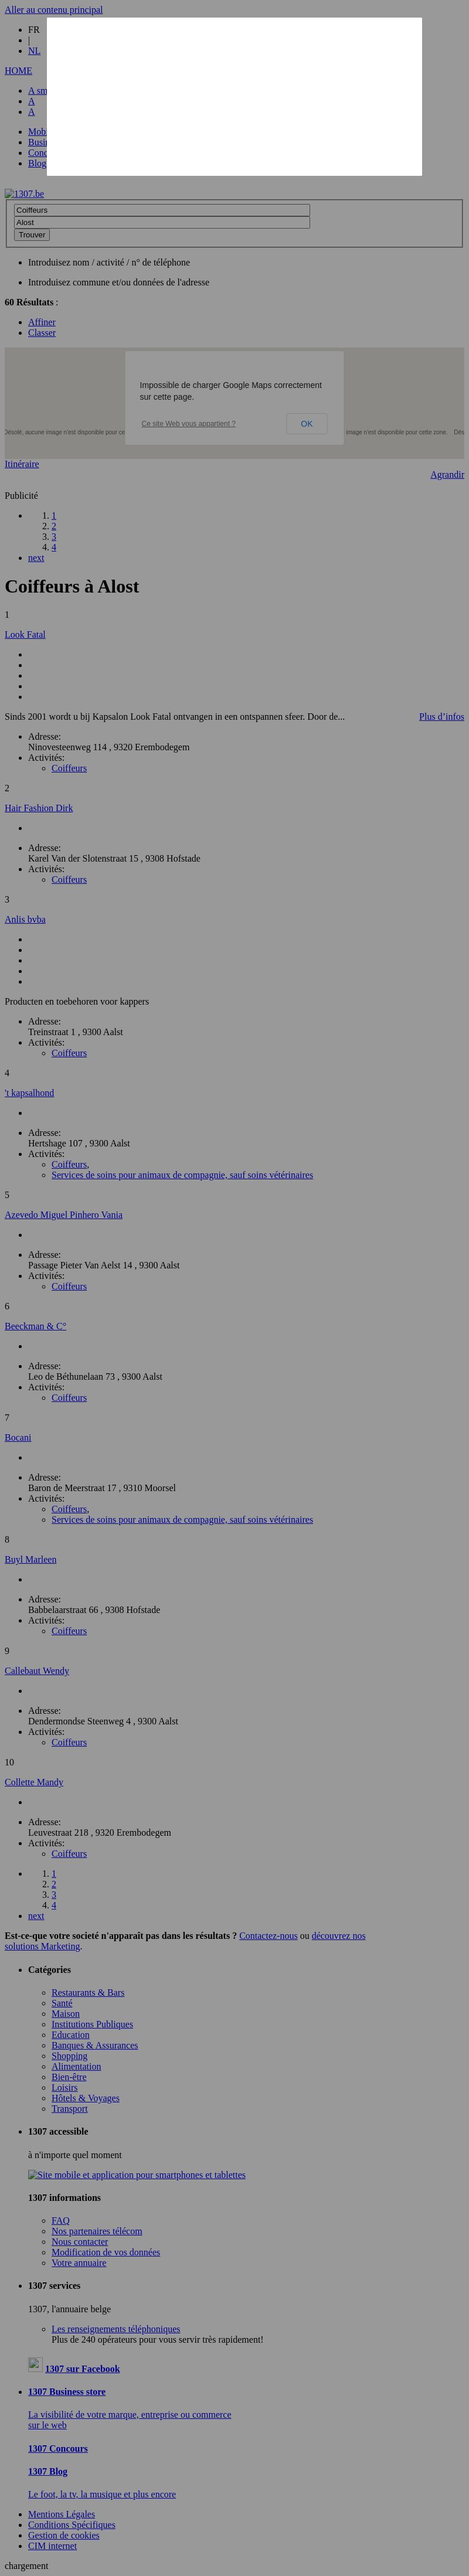 Aller au contenu principal
FR
|
NL
HOME
A sm
A
A
Mob
Busin
Conc
Blog
1307.be
Coiffeurs
Alost
Trouver
Introduisez nom / activité / n° de téléphone
Introduisez commune et/ou données de l'adresse
60 Résultats :
Affiner
Classer
Impossible de charger Google Maps correctement
sur cette page.
Ce site Web vous appartient ?
OK
Désolé, aucune image n'est disponible pour ce
image n'est disponible pour cette zone.
Dés
Itinéraire
Agrandir
Publicité
1. 1
2. 2
3. 3
4. 4
next
Coiffeurs à Alost
1
Look Fatal
Sinds 2001 wordt u bij Kapsalon Look Fatal ontvangen in een ontspannen sfeer. Door de...
Plus d’infos
Adresse:
Ninovesteenweg 114 , 9320 Erembodegem
Activités:
Coiffeurs
2
Hair Fashion Dirk
Adresse:
Karel Van der Slotenstraat 15 , 9308 Hofstade
Activités:
Coiffeurs
3
Anlis bvba
Producten en toebehoren voor kappers
Adresse:
Treinstraat 1 , 9300 Aalst
Activités:
Coiffeurs
4
't kapsalhond
Adresse:
Hertshage 107 , 9300 Aalst
Activités:
Coiffeurs,
Services de soins pour animaux de compagnie, sauf soins vétérinaires
5
Azevedo Miguel Pinhero Vania
Adresse:
Passage Pieter Van Aelst 14 , 9300 Aalst
Activités:
Coiffeurs
6
Beeckman & C°
Adresse:
Leo de Béthunelaan 73 , 9300 Aalst
Activités:
Coiffeurs
7
Bocani
Adresse:
Baron de Meerstraat 17 , 9310 Moorsel
Activités:
Coiffeurs,
Services de soins pour animaux de compagnie, sauf soins vétérinaires
8
Buyl Marleen
Adresse:
Babbelaarstraat 66 , 9308 Hofstade
Activités:
Coiffeurs
9
Callebaut Wendy
Adresse:
Dendermondse Steenweg 4 , 9300 Aalst
Activités:
Coiffeurs
10
Collette Mandy
Adresse:
Leuvestraat 218 , 9320 Erembodegem
Activités:
Coiffeurs
1. 1
2. 2
3. 3
4. 4
next
Est-ce-que votre societé n'apparaît pas dans les résultats ? Contactez-nous ou découvrez nos
solutions Marketing.
Catégories
Restaurants & Bars
Santé
Maison
Institutions Publiques
Education
Banques & Assurances
Shopping
Alimentation
Bien-être
Loisirs
Hôtels & Voyages
Transport
1307 accessible
à n'importe quel moment
Site mobile et application pour smartphones et tablettes
1307 informations
FAQ
Nos partenaires télécom
Nous contacter
Modification de vos données
Votre annuaire
1307 services
1307, l'annuaire belge
Les renseignements téléphoniques
Plus de 240 opérateurs pour vous servir très rapidement!
1307 sur Facebook
1307 Business store
La visibilité de votre marque, entreprise ou commerce
sur le web
1307 Concours
1307 Blog
Le foot, la tv, la musique et plus encore
Mentions Légales
Conditions Spécifiques
Gestion de cookies
CIM internet
chargement